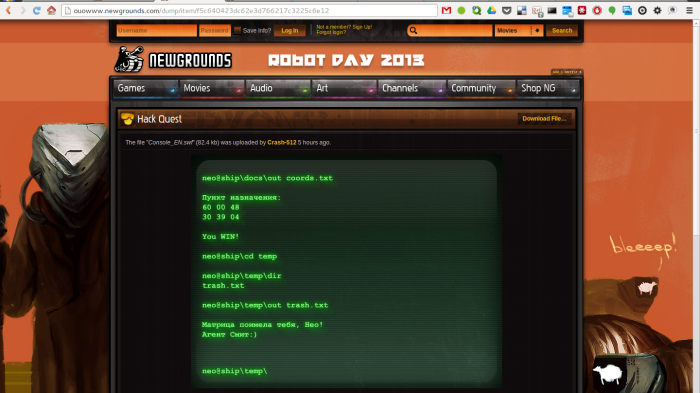 ouowww.newgrounds.com/dump/item/f5c640423dc62e3d766217c3225c6e12
Username Password Save Info? Log In
Not a member? Sign Up!
Forgot login?
Movies Search
NEWGROUNDS ROBOT DAY 2013
Games Movies Audio Art Channels Community Shop NG
Hack Quest Download File...
The file "Console_EN.swf" (82.4 kb) was uploaded by Crash-512 5 hours ago.
neo@ship\docs\out coords.txt
Пункт назначения:
60 00 48
30 39 04
You WIN!
neo@ship\cd temp
neo@ship\temp\dir
trash.txt
neo@ship\temp\out trash.txt
Матрица поимела тебя, Нео!
Агент Смит:)
neo@ship\temp\
bleeeep!